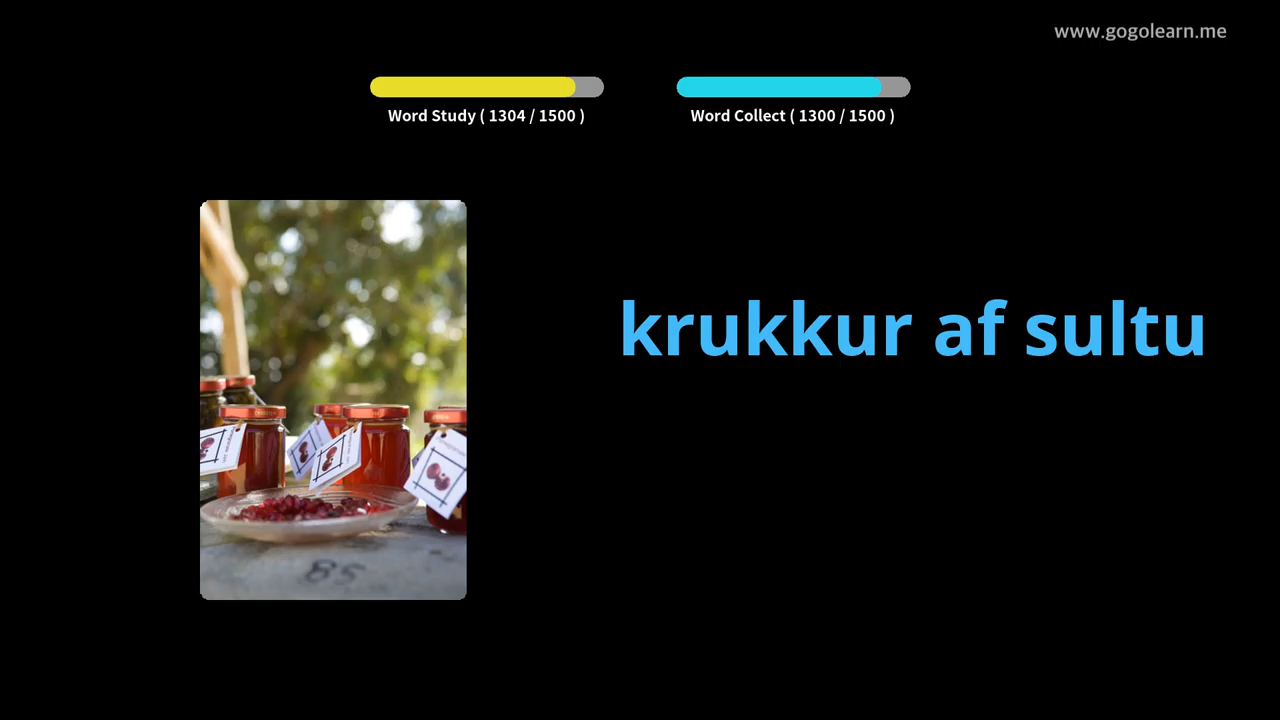 www.gogolearn.me
Word Study ( 1304 / 1500 )
Word Collect ( 1300 / 1500 )
krukkur af sultu
85